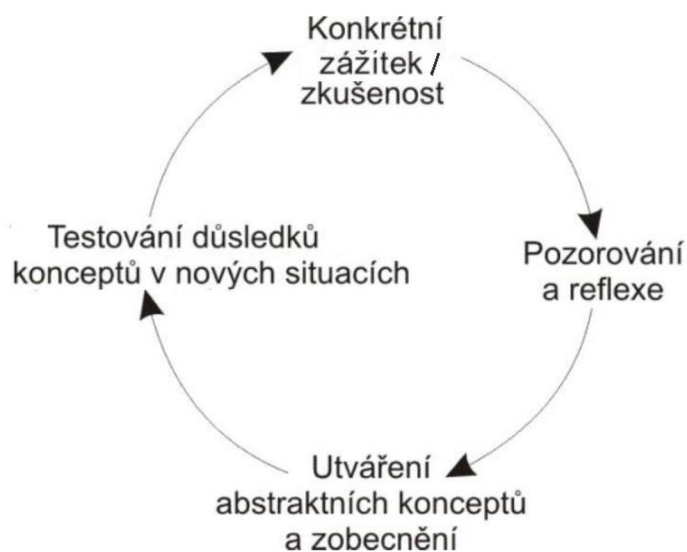 Konkrétní
zážitek /
zkušenost
Pozorování
a reflexe
Utváření
abstraktních konceptů
a zobecnění
Testování důsledků
konceptů v nových situacích